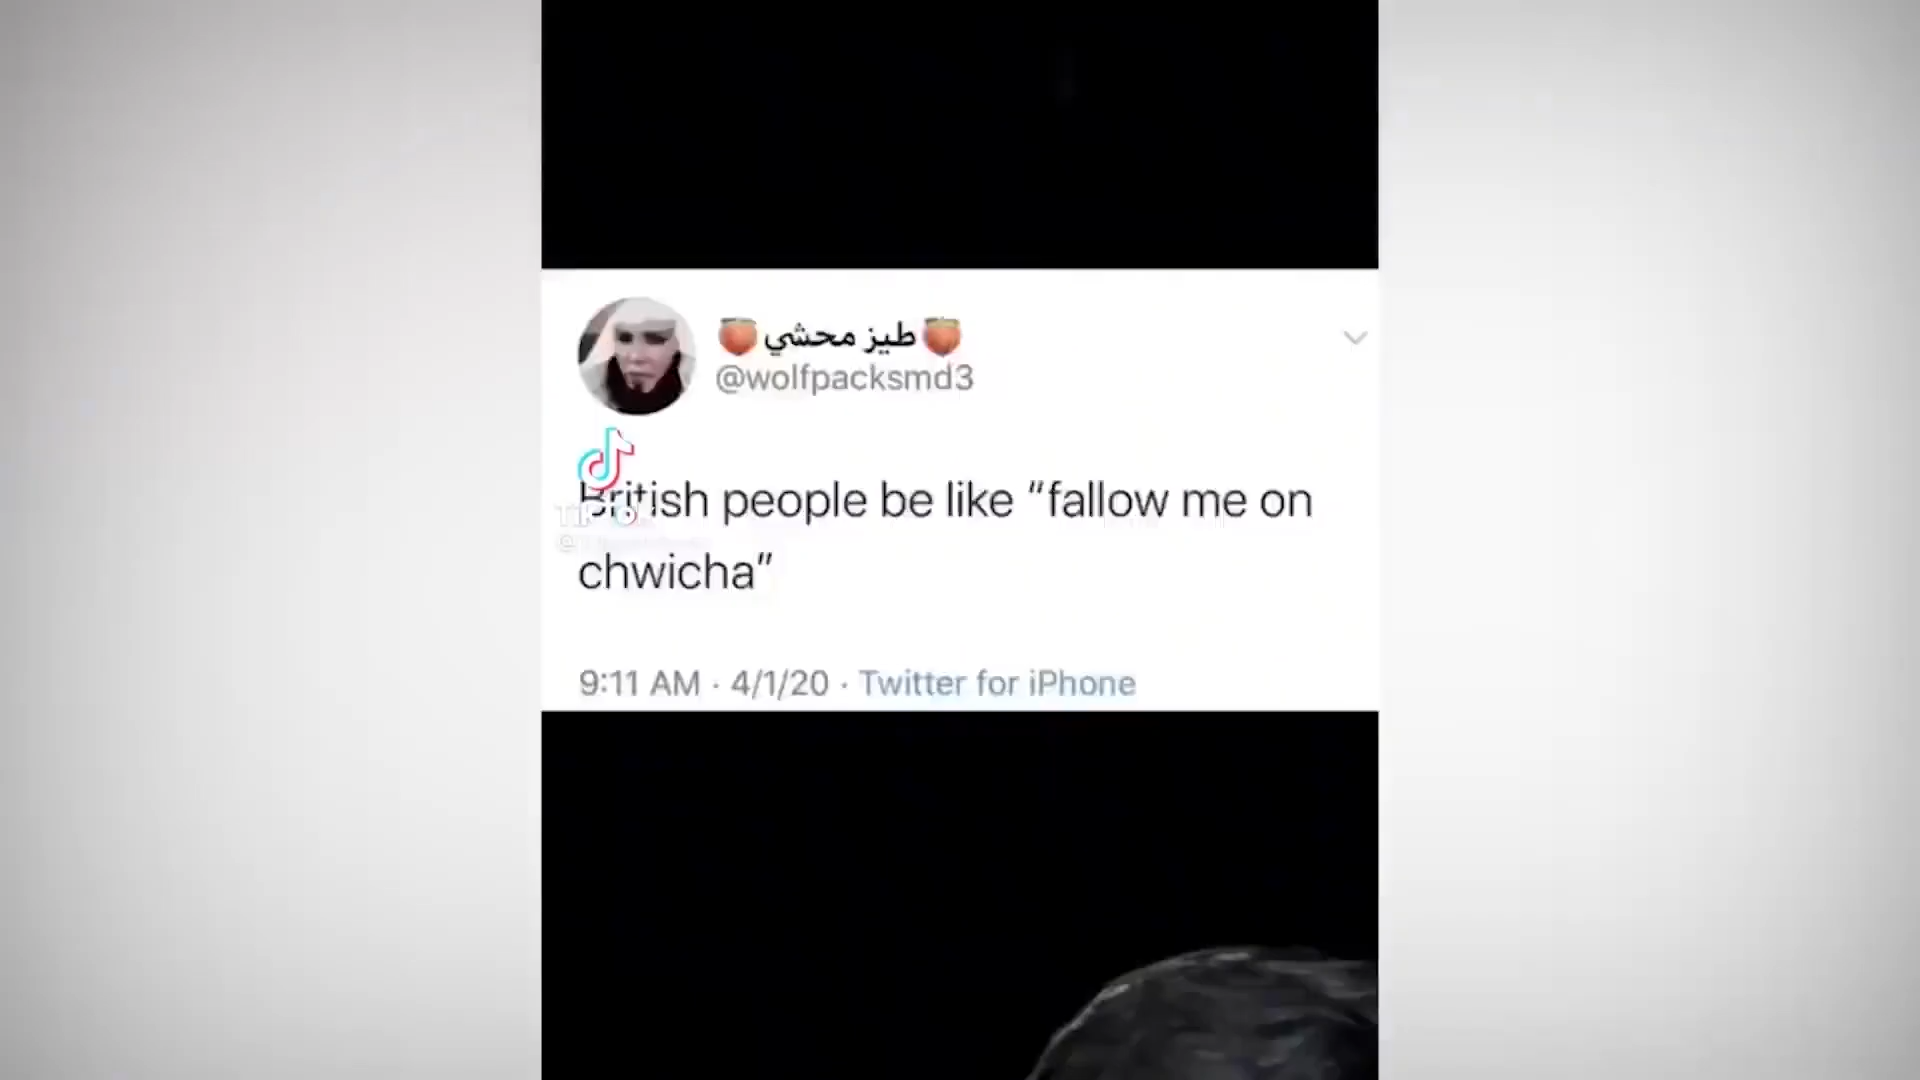 🍑طيز محشي🍑
@wolfpacksmd3
British people be like “fallow me on
chwicha”
9:11 AM · 4/1/20 · Twitter for iPhone